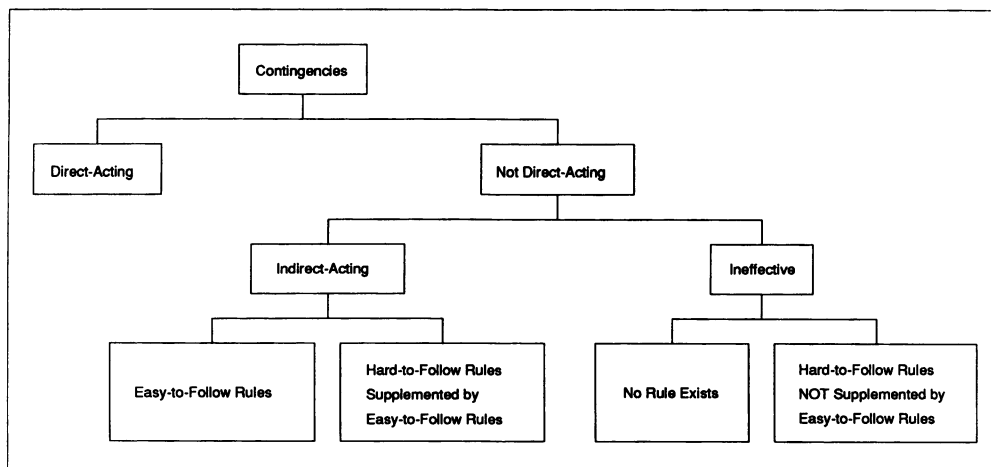 Contingencies
Direct-Acting
Not Direct-Acting
Indirect-Acting
Ineffective
Easy-to-Follow Rules
Hard-to-Follow Rules
Supplemented by
Easy-to-Follow Rules
No Rule Exists
Hard-to-Follow Rules
NOT Supplemented by
Easy-to-Follow Rules